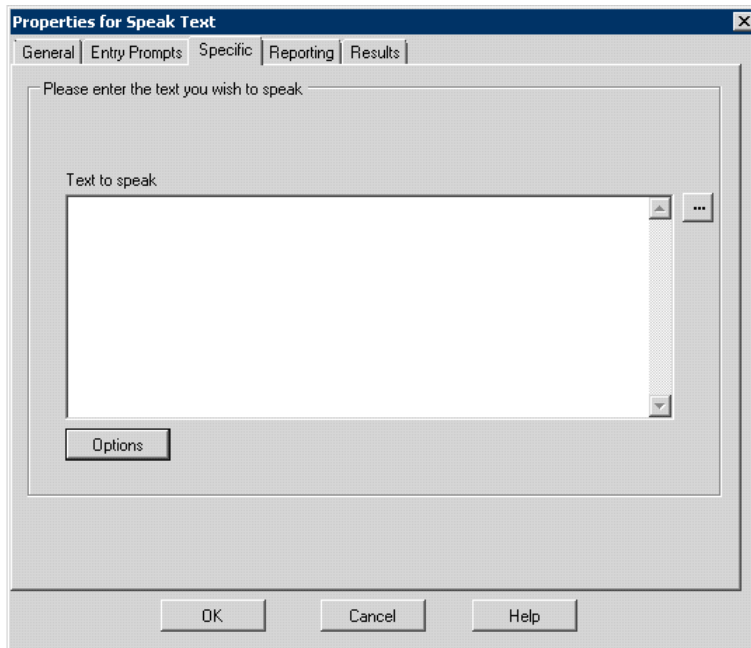 Properties for Speak Text
General Entry Prompts Specific Reporting Results
Please enter the text you wish to speak
Text to speak
...
Options
OK Cancel Help